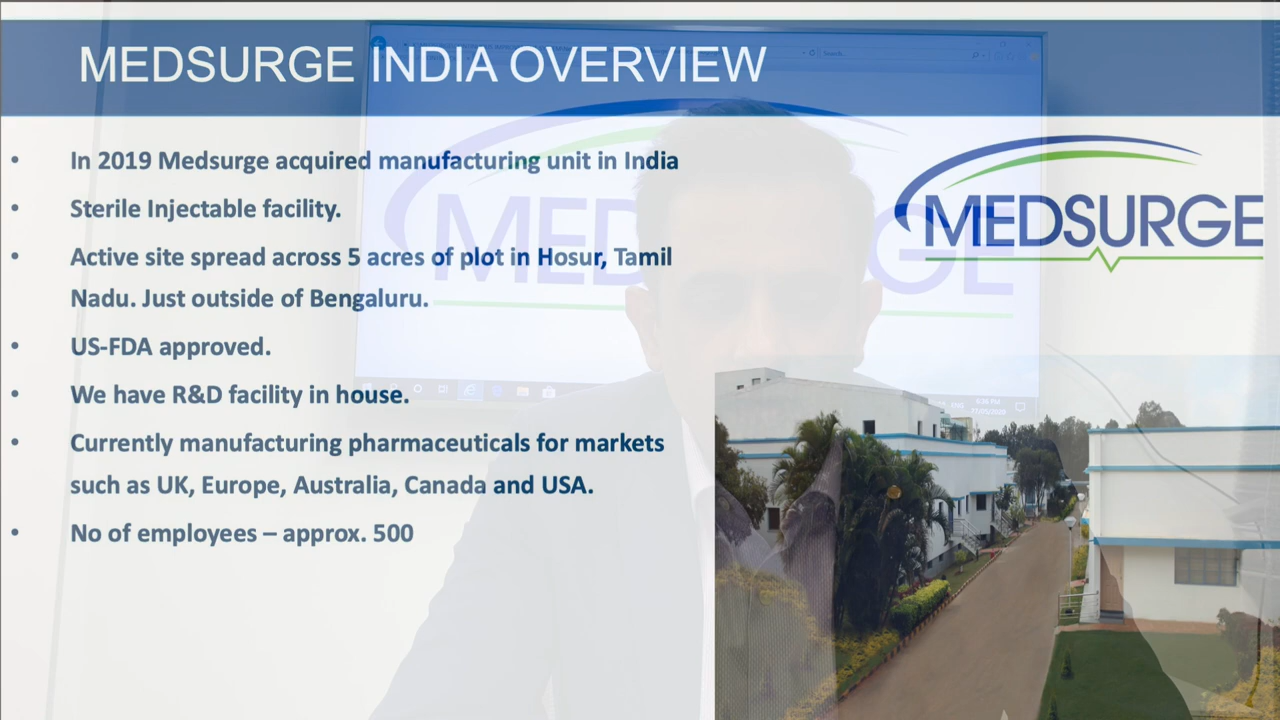 MEDSURGE INDIA OVERVIEW
• In 2019 Medsurge acquired manufacturing unit in India
• Sterile Injectable facility.
• Active site spread across 5 acres of plot in Hosur, Tamil
Nadu. Just outside of Bengaluru.
• US-FDA approved.
• We have R&D facility in house.
• Currently manufacturing pharmaceuticals for markets
such as UK, Europe, Australia, Canada and USA.
• No of employees – approx. 500
MEDSURGE